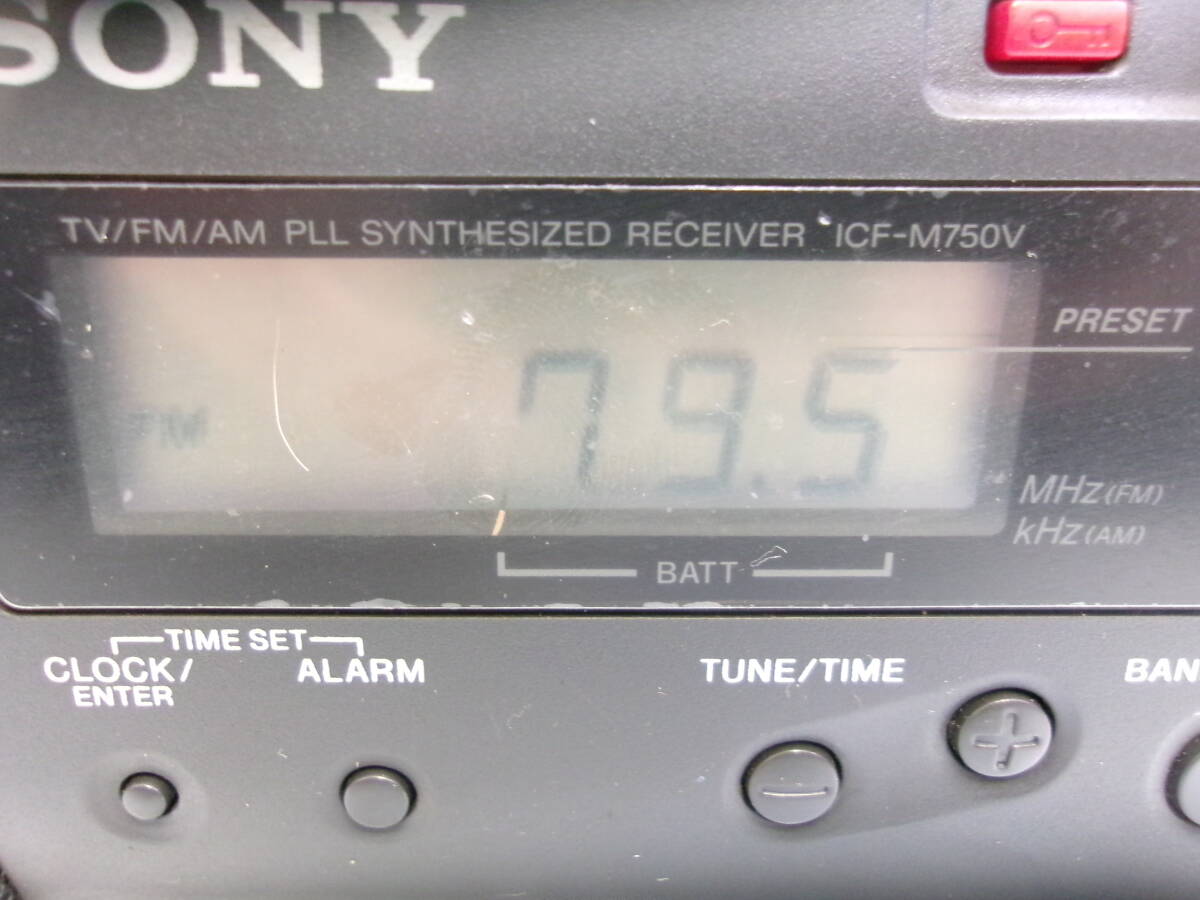 SONY
TV/FM/AM PLL SYNTHESIZED RECEIVER ICF-M750V
PRESET
FM 79.5
MHz(FM)
kHz(AM)
BATT
TIME SET
CLOCK/ ALARM TUNE/TIME
ENTER